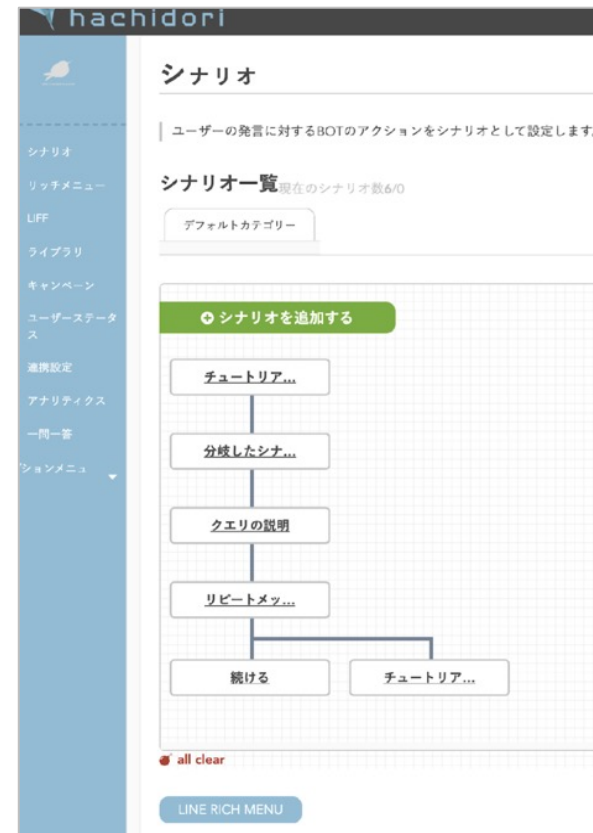 hachidori
シナリオ
ユーザーの発言に対するBOTのアクションをシナリオとして設定します。
シナリオ
リッチメニュー
LIFF
ライブラリ
キャンペーン
ユーザーステータ
ス
連携設定
アナリティクス
一問一答
ションメニュ
シナリオ一覧現在のシナリオ数6/0
デフォルトカテゴリー
シナリオを追加する
チュートリア...
分岐したシナ...
クエリの説明
リピートメッ...
続ける
チュートリア...
all clear
LINE RICH MENU